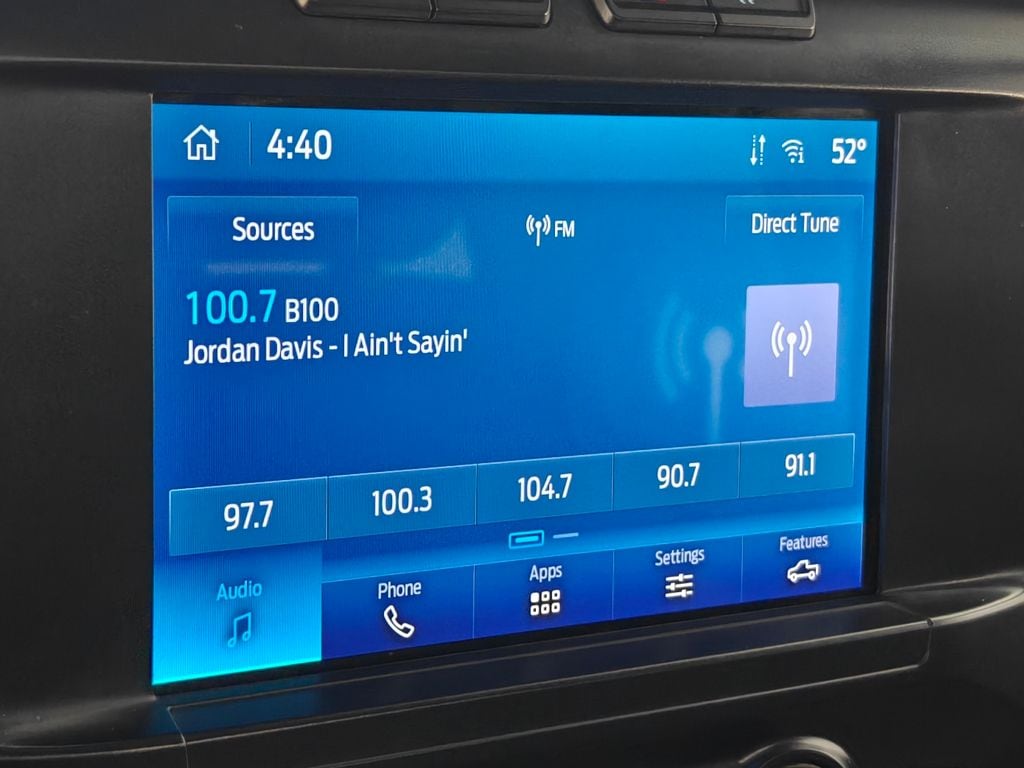 4:40
52°
Sources
FM
Direct Tune
100.7 B100
Jordan Davis - I Ain't Sayin'
97.7
100.3
104.7
90.7
91.1
Audio
Phone
Apps
Settings
Features